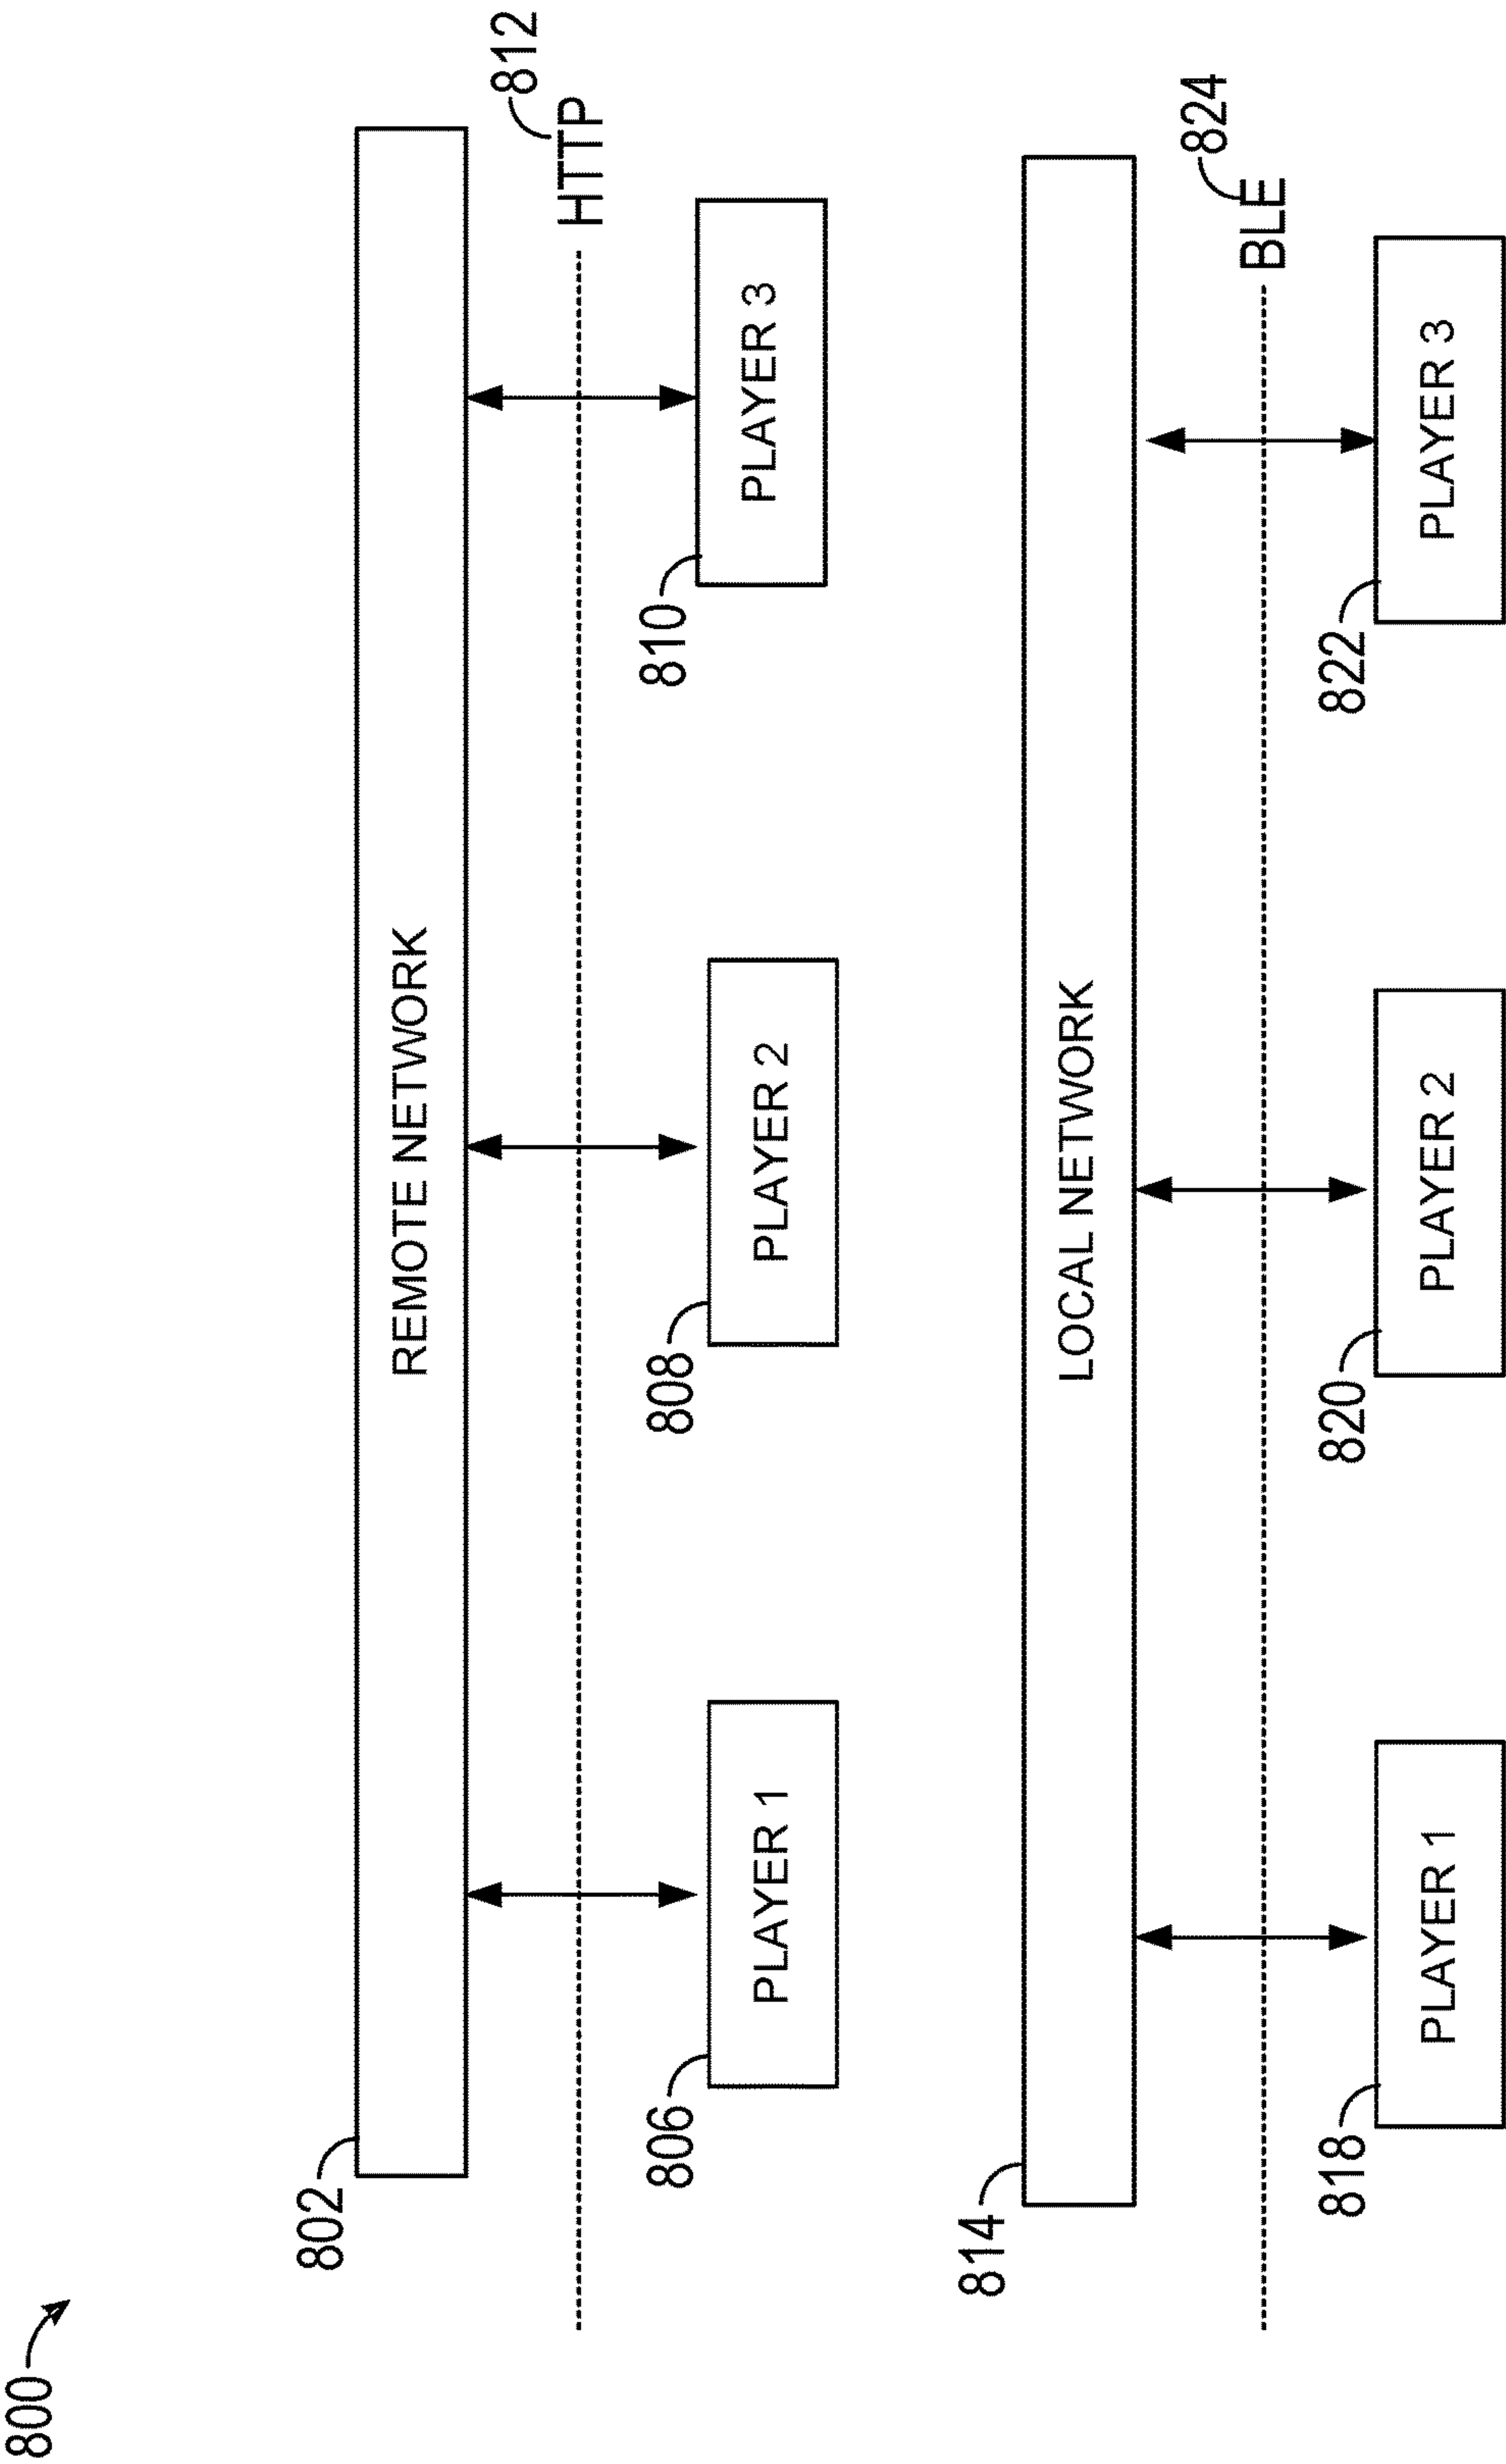 800
802
REMOTE NETWORK
812
HTTP
806
PLAYER 1
808
PLAYER 2
810
PLAYER 3
814
LOCAL NETWORK
824
BLE
818
PLAYER 1
820
PLAYER 2
822
PLAYER 3